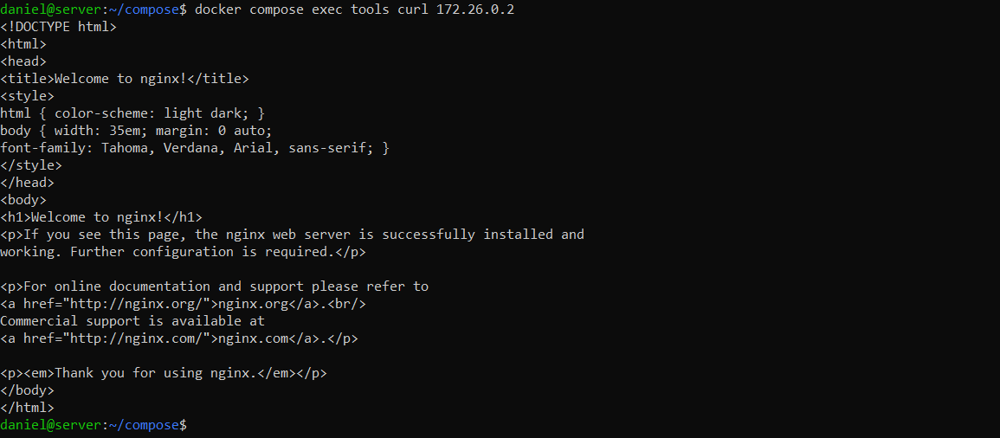 daniel@server:~/compose$ docker compose exec tools curl 172.26.0.2
<!DOCTYPE html>
<html>
<head>
<title>Welcome to nginx!</title>
<style>
html { color-scheme: light dark; }
body { width: 35em; margin: 0 auto;
font-family: Tahoma, Verdana, Arial, sans-serif; }
</style>
</head>
<body>
<h1>Welcome to nginx!</h1>
<p>If you see this page, the nginx web server is successfully installed and
working. Further configuration is required.</p>

<p>For online documentation and support please refer to
<a href="http://nginx.org/">nginx.org</a>.<br/>
Commercial support is available at
<a href="http://nginx.com/">nginx.com</a>.</p>

<p><em>Thank you for using nginx.</em></p>
</body>
</html>
daniel@server:~/compose$